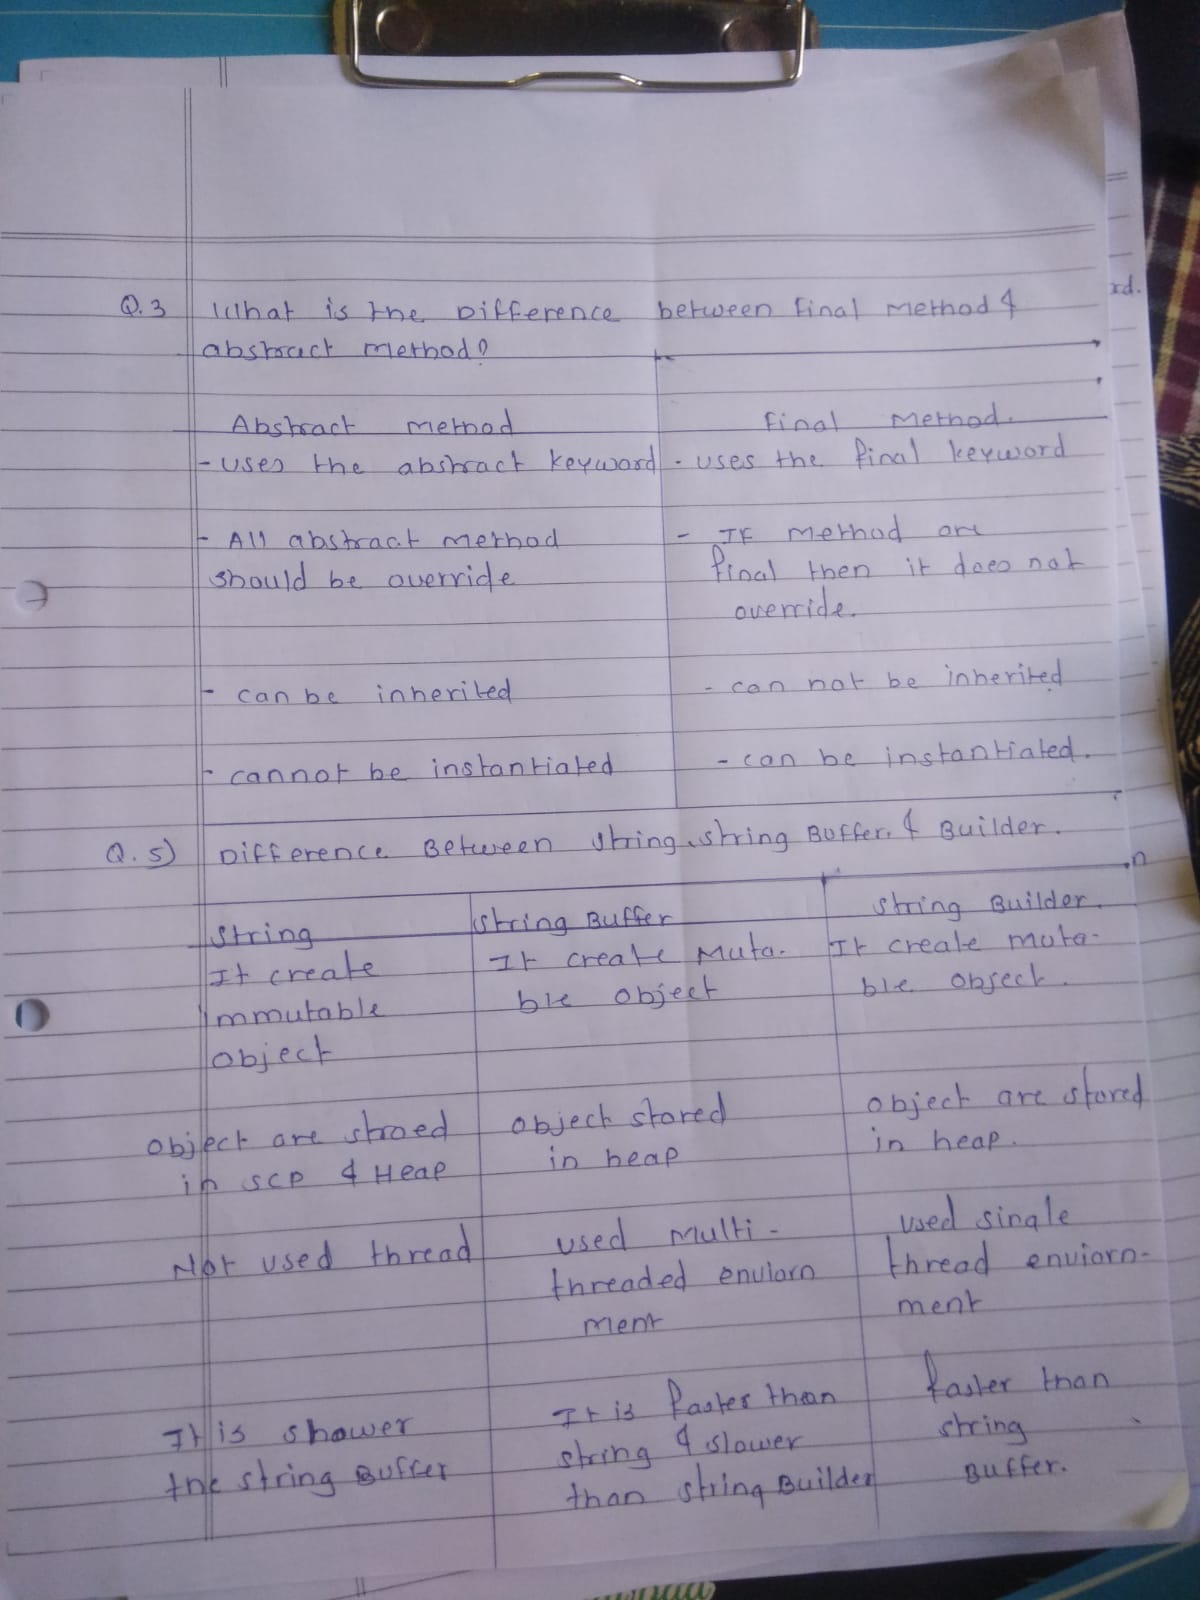 Q.3 What is the Difference between final method &
abstract method?
Abstract method
- uses the abstract keyword
- All abstract method
should be override
- can be inherited
- cannot be instantiated
final method.
- uses the final keyword
- If method are
final then it does not
override.
- can not be inherited
- can be instantiated.
Q.5) Difference Between string, string Buffer & Builder.
String
It create
immutable
object
object are stroed
in SCP & Heap
Not used thread
It is shower
the string Buffer
String Buffer
It create Muta-
ble object
object stored
in heap
used multi-
threaded enviorn
ment
It is faster than
string & slower
than string Builder
String Builder.
It create muta-
ble object.
object are stored
in heap.
used single
thread enviorn-
ment
faster than
string
Buffer.
rd.
n